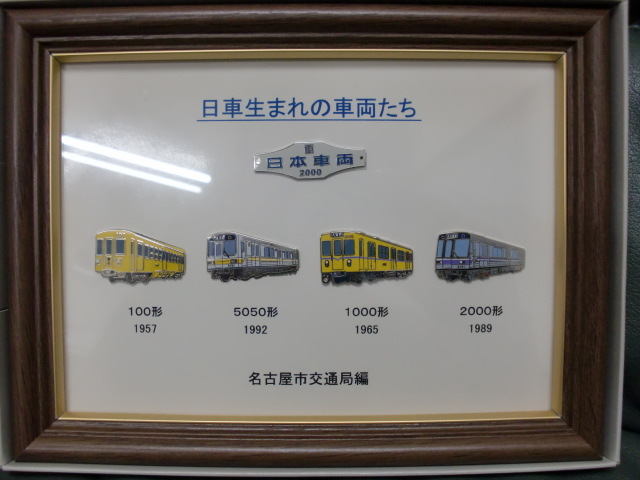 日車生まれの車両たち
日本車両
2000
100形 5050形 1000形 2000形
1957 1992 1965 1989
名古屋市交通局編